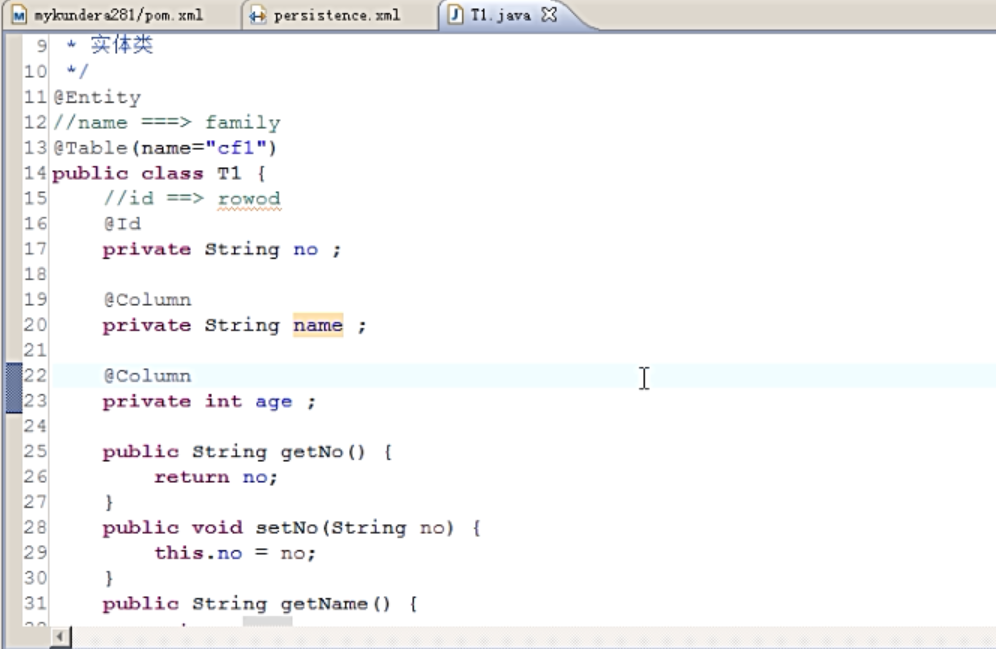 mykundera281/pom.xml persistence.xml T1.java
9 * 实体类
10 */
11 @Entity
12 //name ===> family
13 @Table(name="cf1")
14 public class T1 {
15 //id ==> rowod
16 @Id
17 private String no ;
18
19 @Column
20 private String name ;
21
22 @Column
23 private int age ;
24
25 public String getNo() {
26 return no;
27 }
28 public void setNo(String no) {
29 this.no = no;
30 }
31 public String getName() {